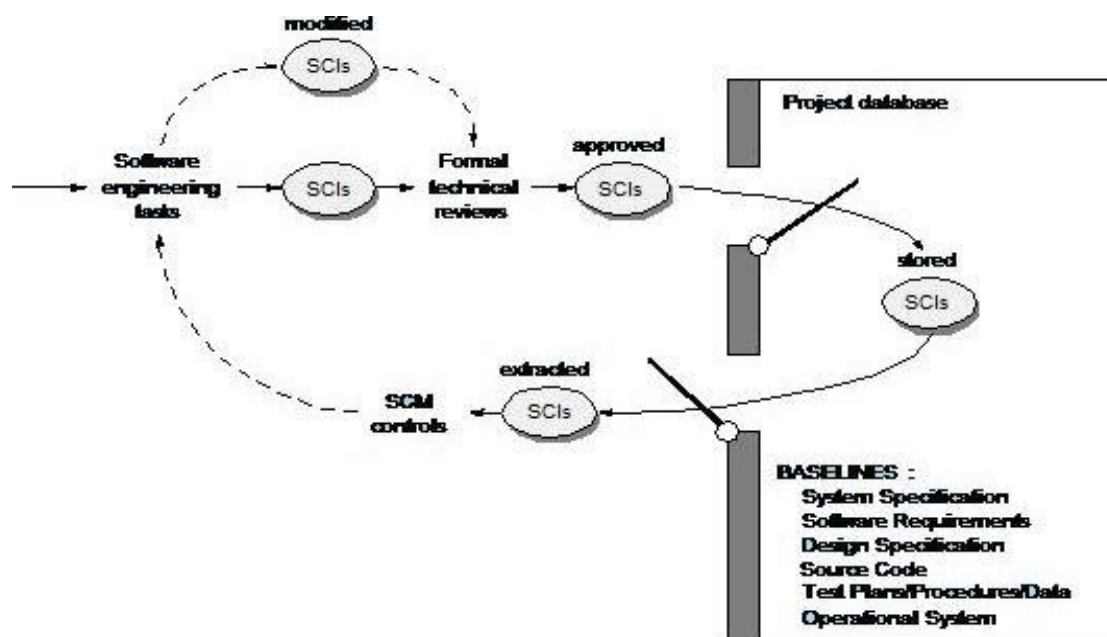 modified
SCIs
Project database
approved
Software
engineering
tasks
SCIs
Formal
technical
reviews
SCIs
stored
SCIs
extracted
SCIs
SCM
controls
BASELINES :
System Specification
Software Requirements
Design Specification
Source Code
Test Plans/Procedures/Data
Operational System